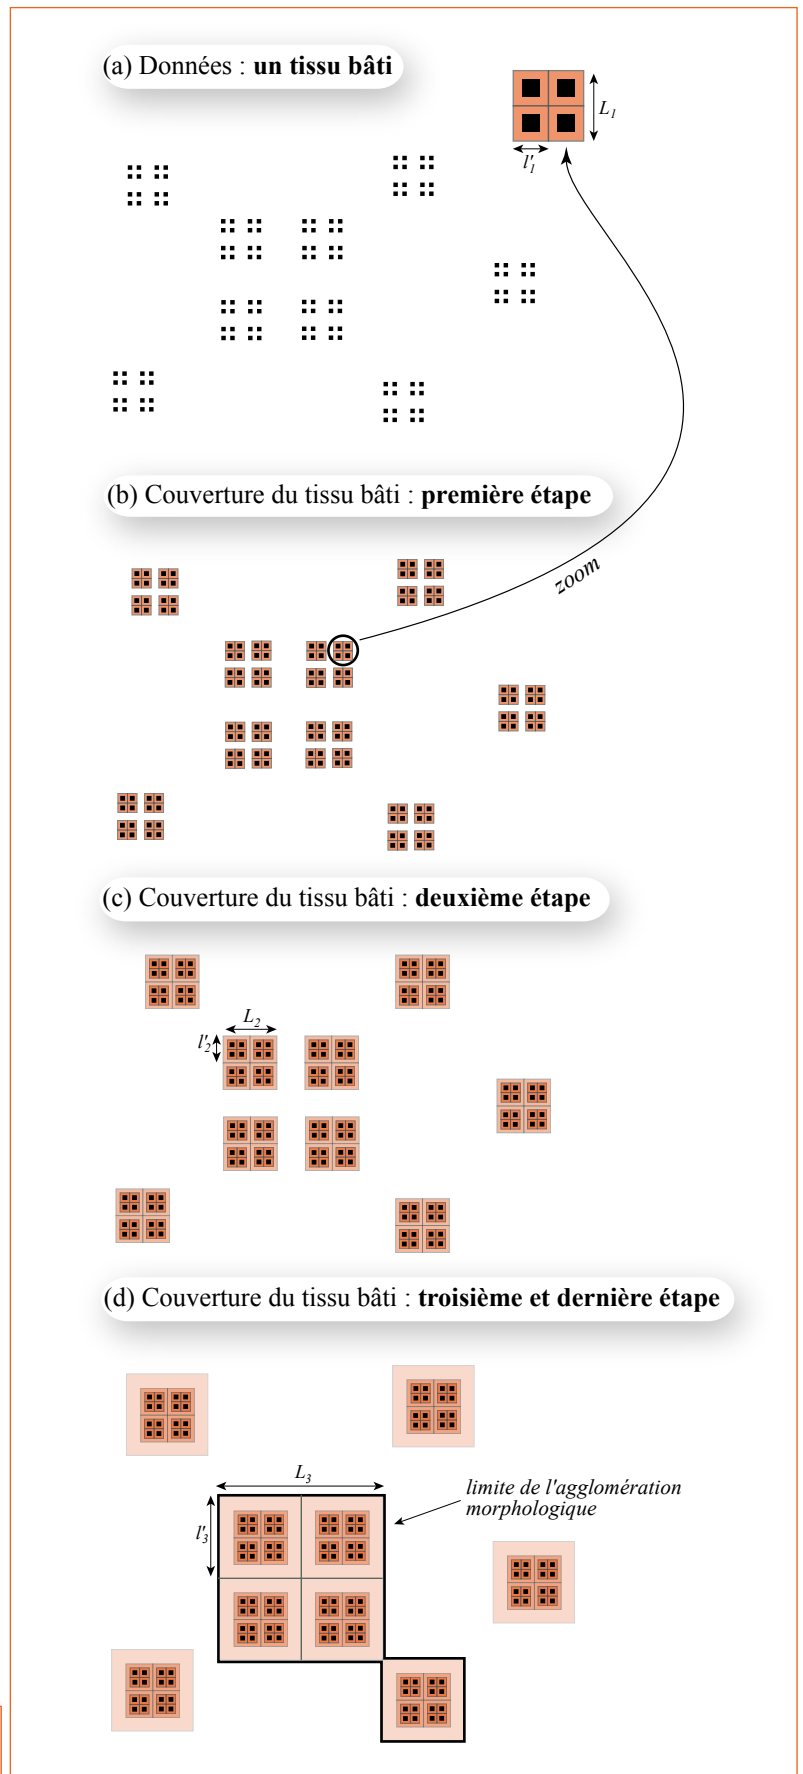 (a) Données : un tissu bâti
L1
l'1
(b) Couverture du tissu bâti : première étape
zoom
(c) Couverture du tissu bâti : deuxième étape
L2
l'2
(d) Couverture du tissu bâti : troisième et dernière étape
L3
l'3
limite de l'agglomération
morphologique